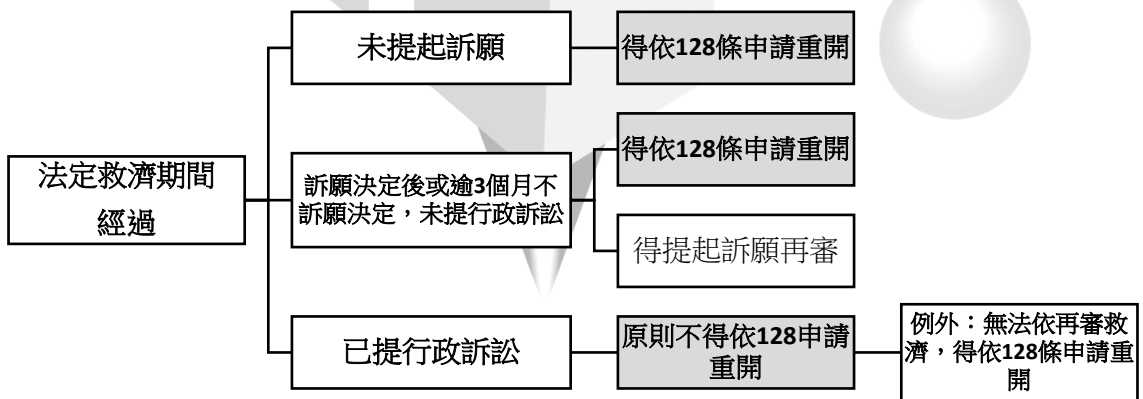 法定救濟期間
經過
未提起訴願
得依128條申請重開
訴願決定後或逾3個月不
訴願決定，未提行政訴訟
得依128條申請重開
得提起訴願再審
已提行政訴訟
原則不得依128申請
重開
例外：無法依再審救
濟，得依128條申請重
開